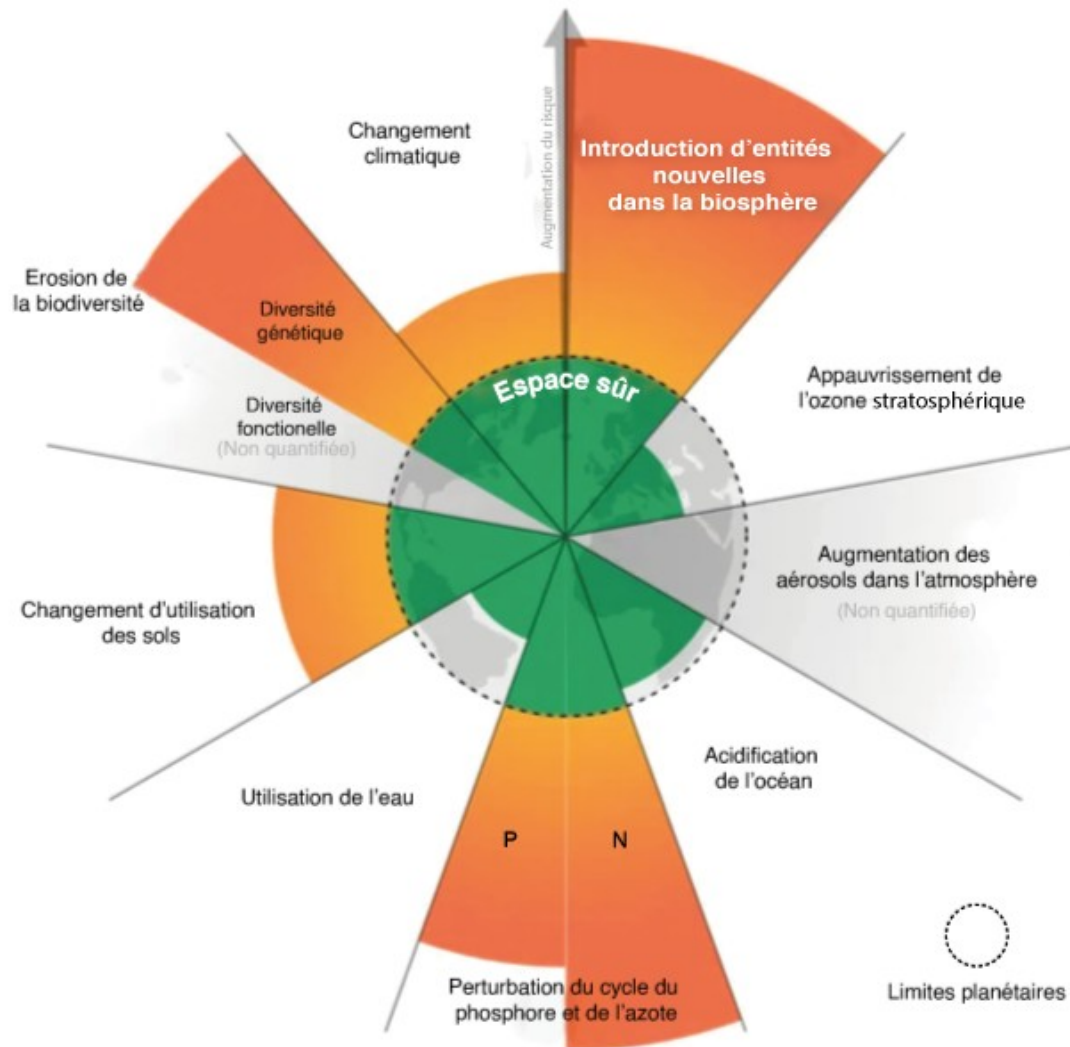 Augmentation du risque
Changement
climatique
Introduction d'entités
nouvelles
dans la biosphère
Erosion de
la biodiversité
Diversité
génétique
Diversité
fonctionelle
(Non quantifiée)
Espace sûr
Appauvrissement de
l'ozone stratosphérique
Augmentation des
aérosols dans l'atmosphère
(Non quantifiée)
Changement d'utilisation
des sols
Utilisation de l'eau
Acidification
de l'océan
P
N
Perturbation du cycle du
phosphore et de l'azote
Limites planétaires